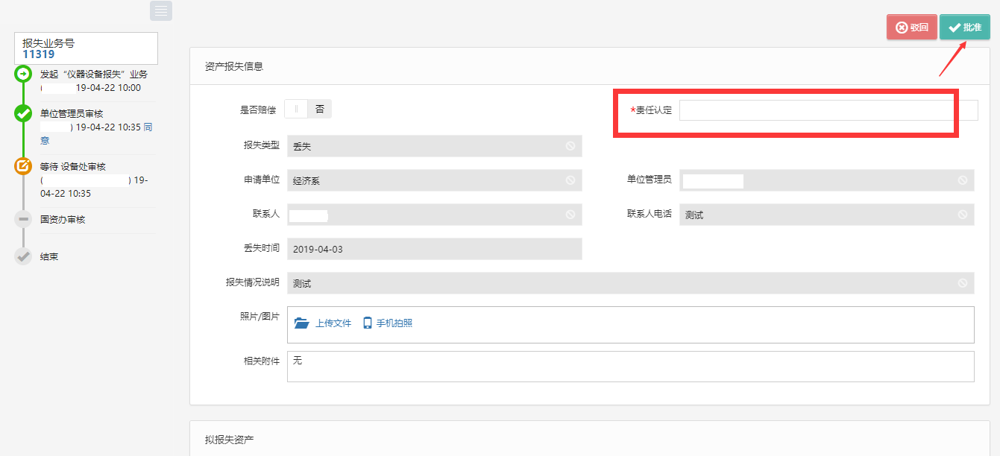 报失业务号
11319
发起“仪器设备报失”业务
( 19-04-22 10:00
单位管理员审核
) 19-04-22 10:35 同
意
等待 设备处审核
( ) 19-
04-22 10:35
国资办审核
结束
驳回 批准
资产报失信息
是否赔偿 否 *责任认定
报失类型 丢失
申请单位 经济系 单位管理员
联系人 联系人电话 测试
丢失时间 2019-04-03
报失情况说明 测试
照片/图片 上传文件 手机拍照
相关附件 无
拟报失资产